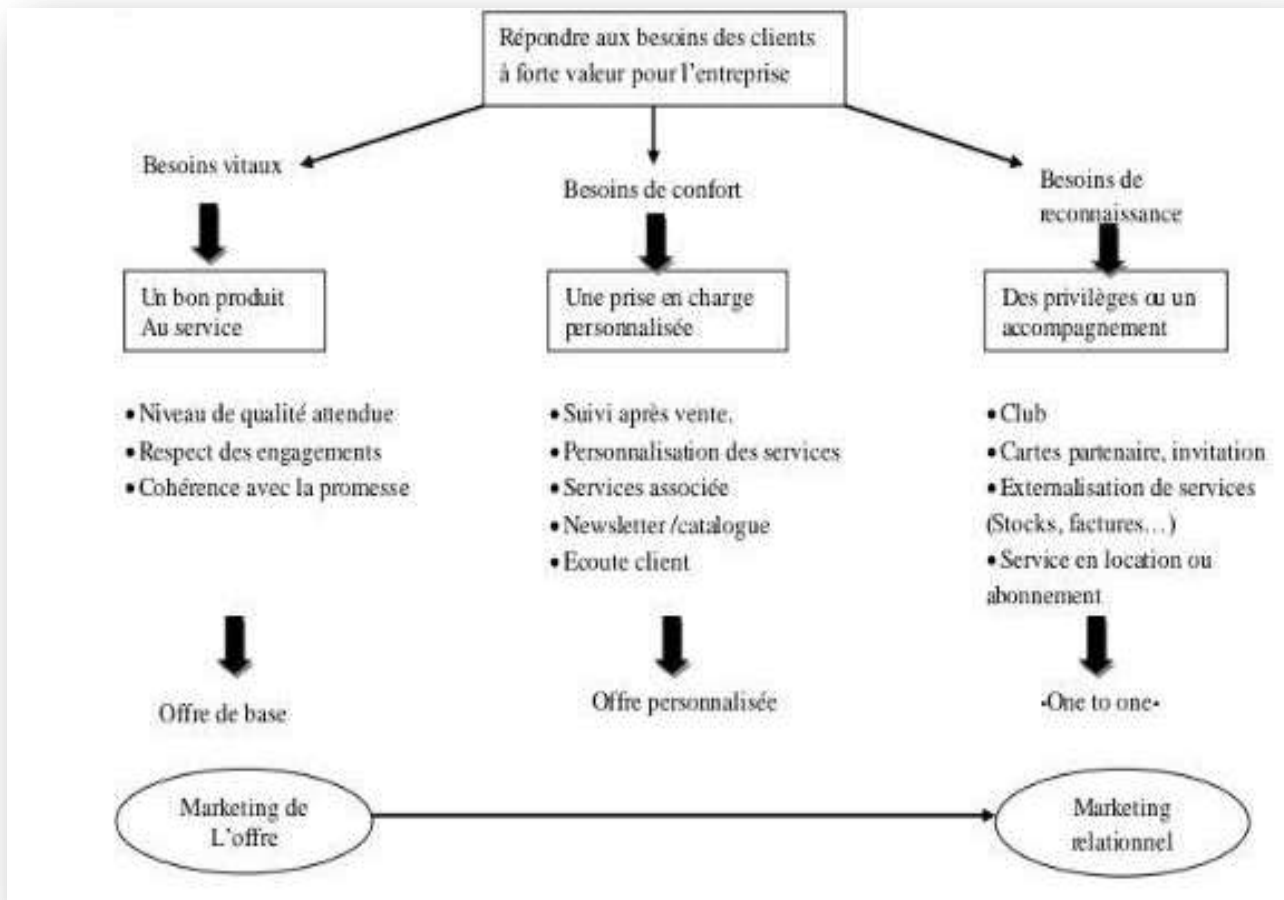 Répondre aux besoins des clients
à forte valeur pour l'entreprise
Besoins vitaux
Besoins de confort
Besoins de
reconnaissance
Un bon produit
Au service
Une prise en charge
personnalisée
Des privilèges ou un
accompagnement
•Niveau de qualité attendue
•Respect des engagements
•Cohérence avec la promesse
•Suivi après vente.
•Personnalisation des services
•Services associée
•Newsletter /catalogue
•Ecoute client
•Club
•Cartes partenaire, invitation
•Externalisation de services
(Stocks, factures…)
•Service en location ou
abonnement
Offre de base
Offre personnalisée
-One to one-
Marketing de
L'offre
Marketing
relationnel